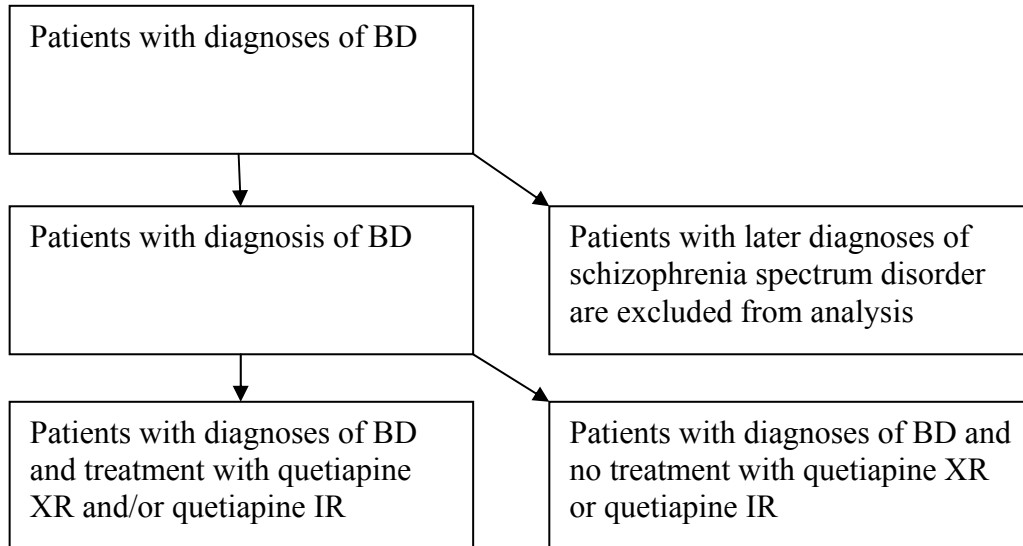 Patients with diagnoses of BD
Patients with diagnosis of BD
Patients with later diagnoses of
schizophrenia spectrum disorder
are excluded from analysis
Patients with diagnoses of BD
and treatment with quetiapine
XR and/or quetiapine IR
Patients with diagnoses of BD and
no treatment with quetiapine XR
or quetiapine IR